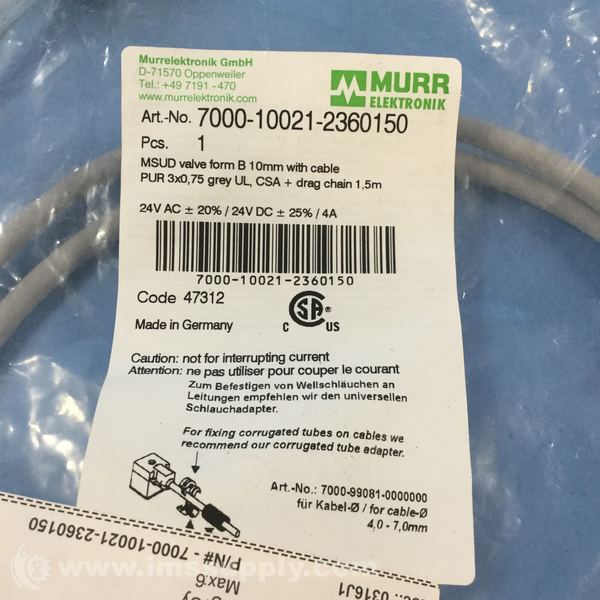 Murrelektronik GmbH
D-71570 Oppenweiler
Tel.: +49 7191 -470
www.murrelektronik.com
MURR
ELEKTRONIK
Art.-No. 7000-10021-2360150
Pcs. 1
MSUD valve form B 10mm with cable
PUR 3x0,75 grey UL, CSA + drag chain 1,5m
24V AC ± 20% / 24V DC ± 25% / 4A
7000-10021-2360150
Code 47312
CSA®
C US
Made in Germany
Caution: not for interrupting current
Attention: ne pas utiliser pour couper le courant
Zum Befestigen von Wellschläuchen an
Leitungen empfehlen wir den universellen
Schlauchadapter.
For fixing corrugated tubes on cables we
recommend our corrugated tube adapter.
Art.-No.: 7000-99081-0000000
für Kabel-Ø / for cable-Ø
4,0 - 7,0mm
P/N# - 7000-10021-2360150
Max:6
0316J1
www.imssupply.com